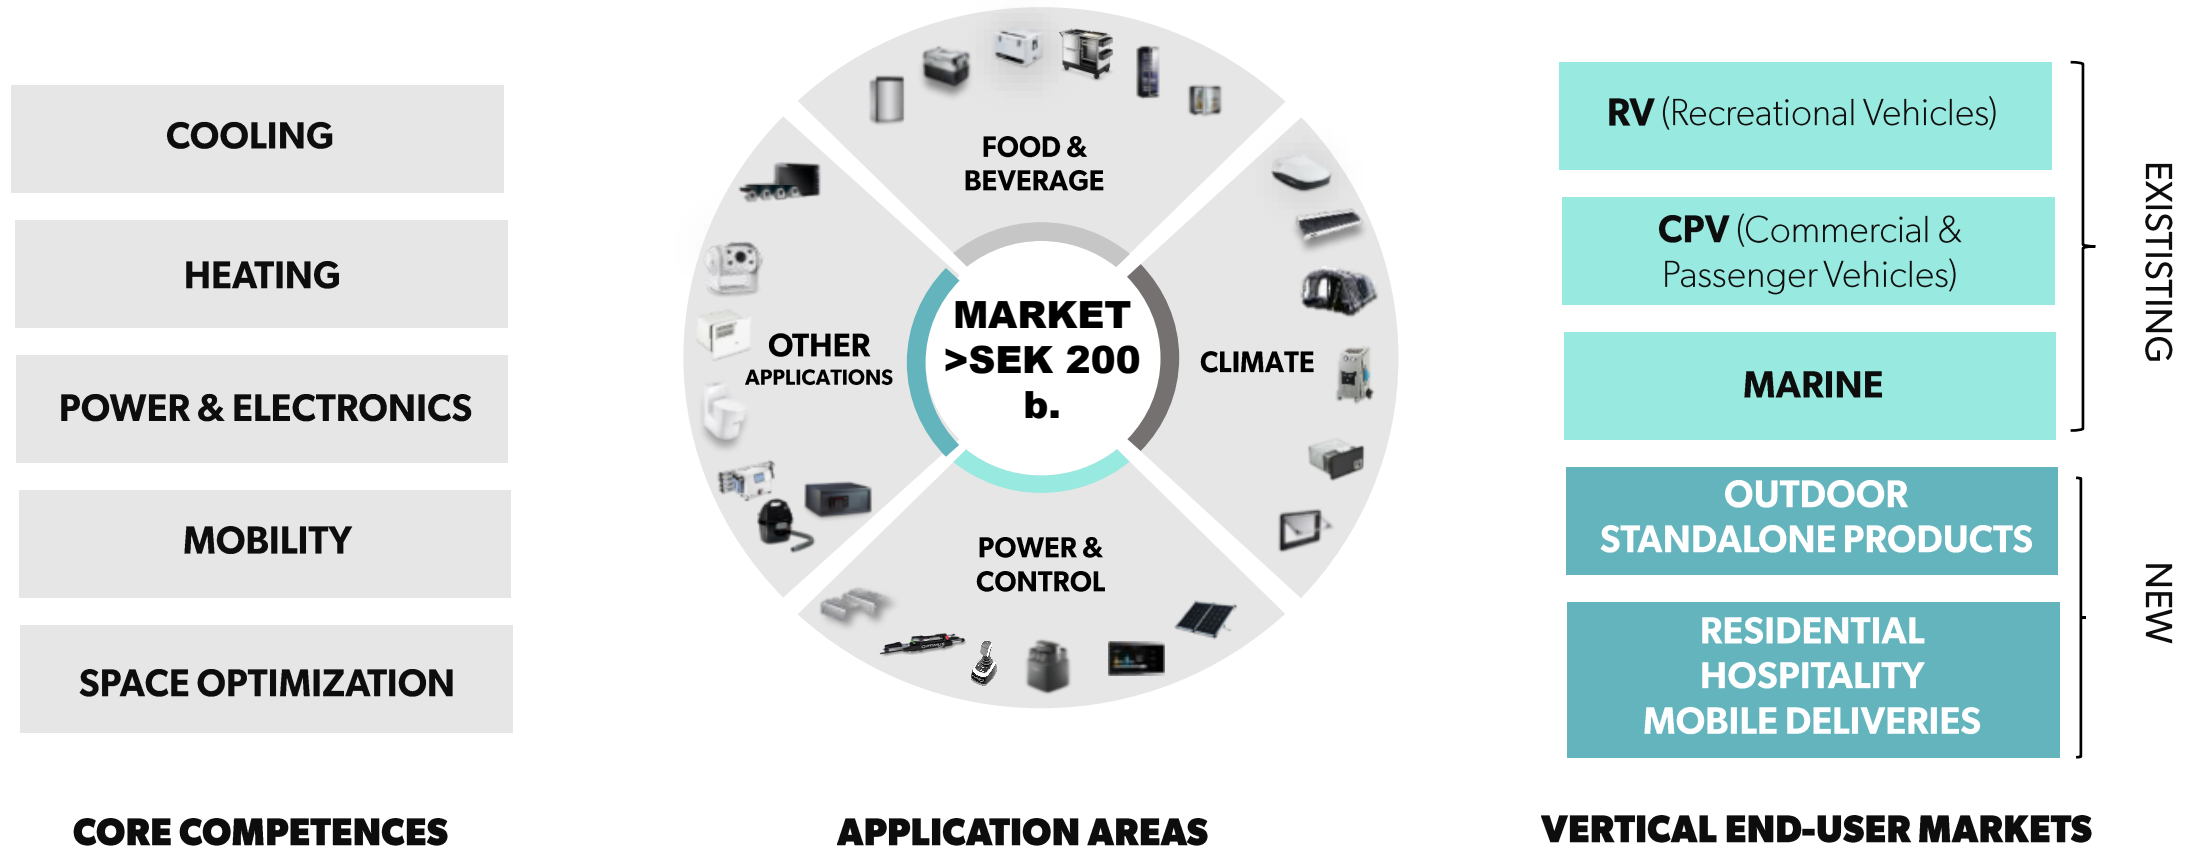 COOLING
HEATING
POWER & ELECTRONICS
MOBILITY
SPACE OPTIMIZATION
CORE COMPETENCES
FOOD &
BEVERAGE
OTHER
APPLICATIONS
MARKET
>SEK 200
b.
CLIMATE
POWER &
CONTROL
APPLICATION AREAS
RV (Recreational Vehicles)
CPV (Commercial &
Passenger Vehicles)
MARINE
EXISISTING
OUTDOOR
STANDALONE PRODUCTS
RESIDENTIAL
HOSPITALITY
MOBILE DELIVERIES
NEW
VERTICAL END-USER MARKETS